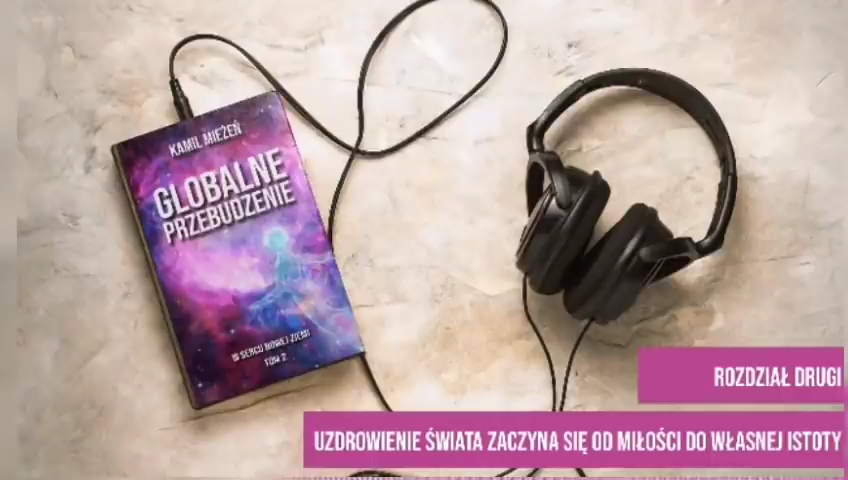 KAMIL MIEŻEŃ
GLOBALNE
PRZEBUDZENIE
W SERCU NOWEJ ZIEMI
TOM 2
ROZDZIAŁ DRUGI
UZDROWIENIE ŚWIATA ZACZYNA SIĘ OD MIŁOŚCI DO WŁASNEJ ISTOTY